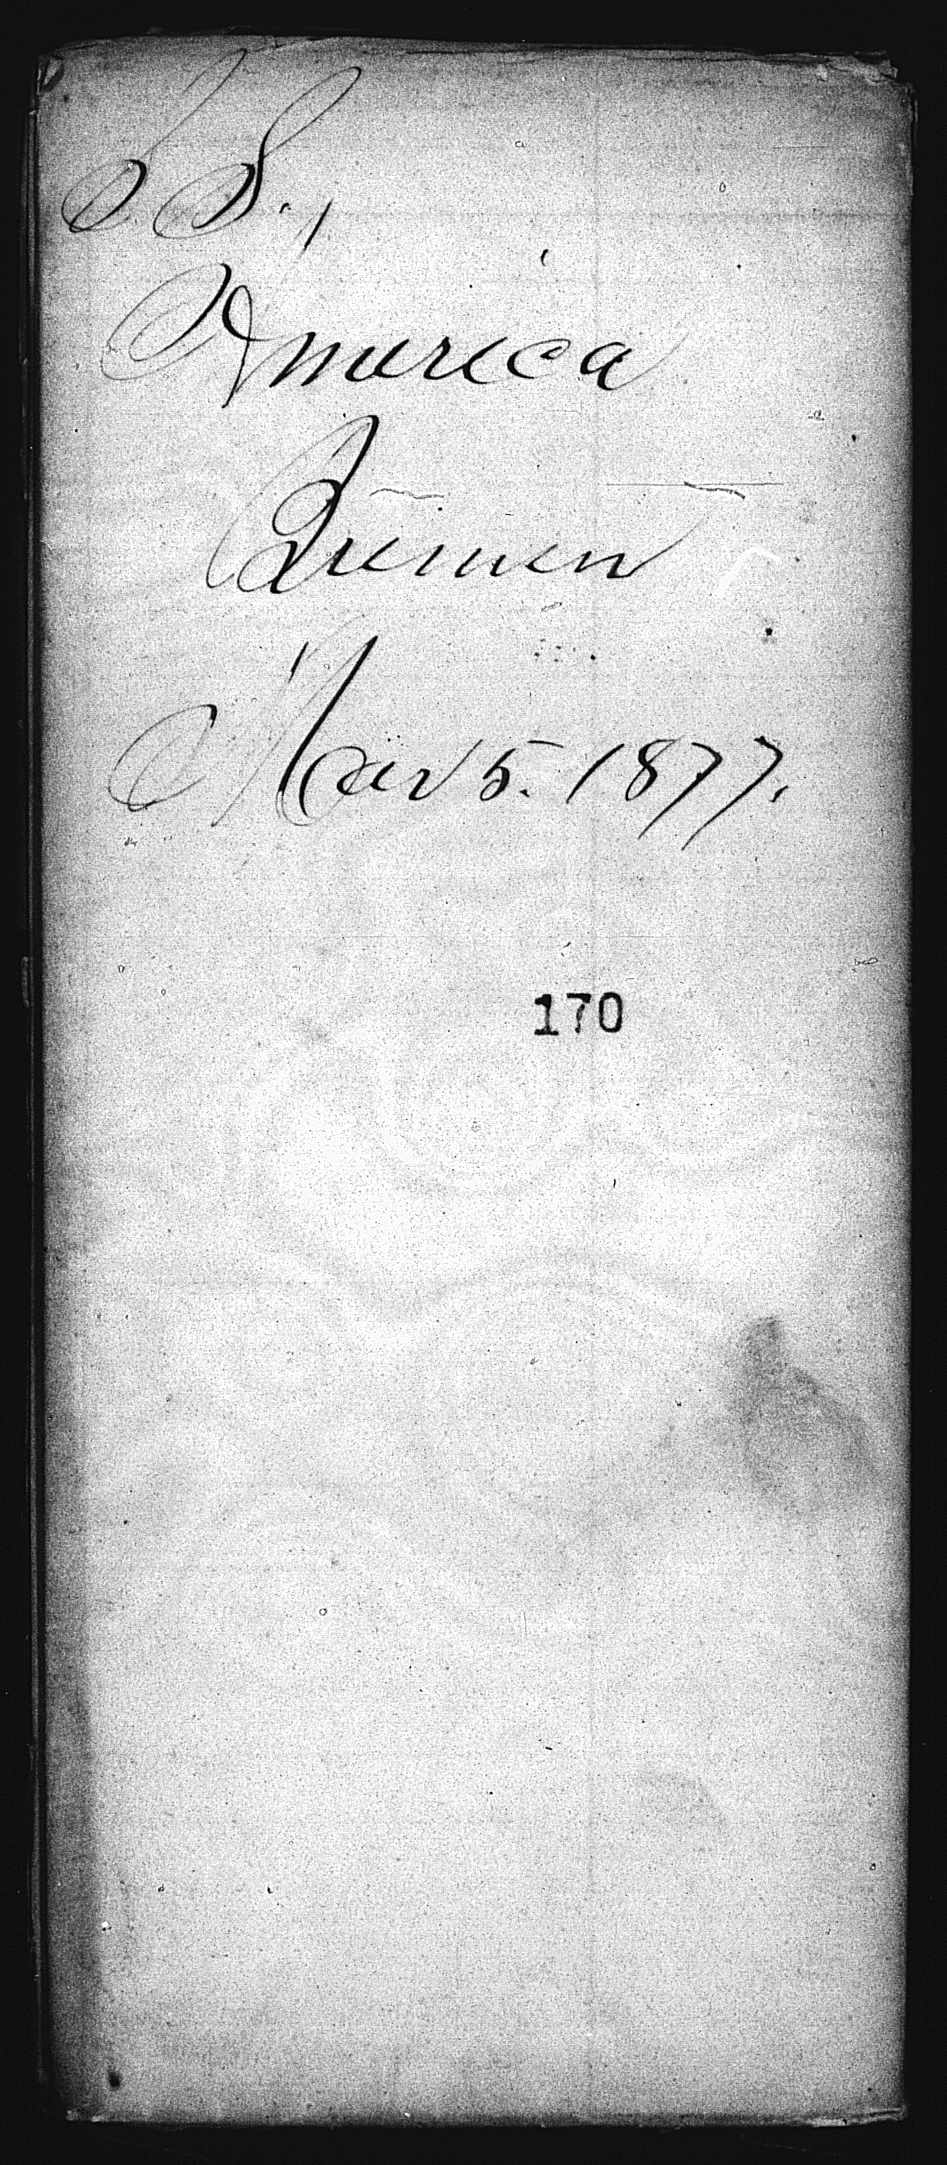 S. S.,
America
Bremen
Mar 5. 1877.
170